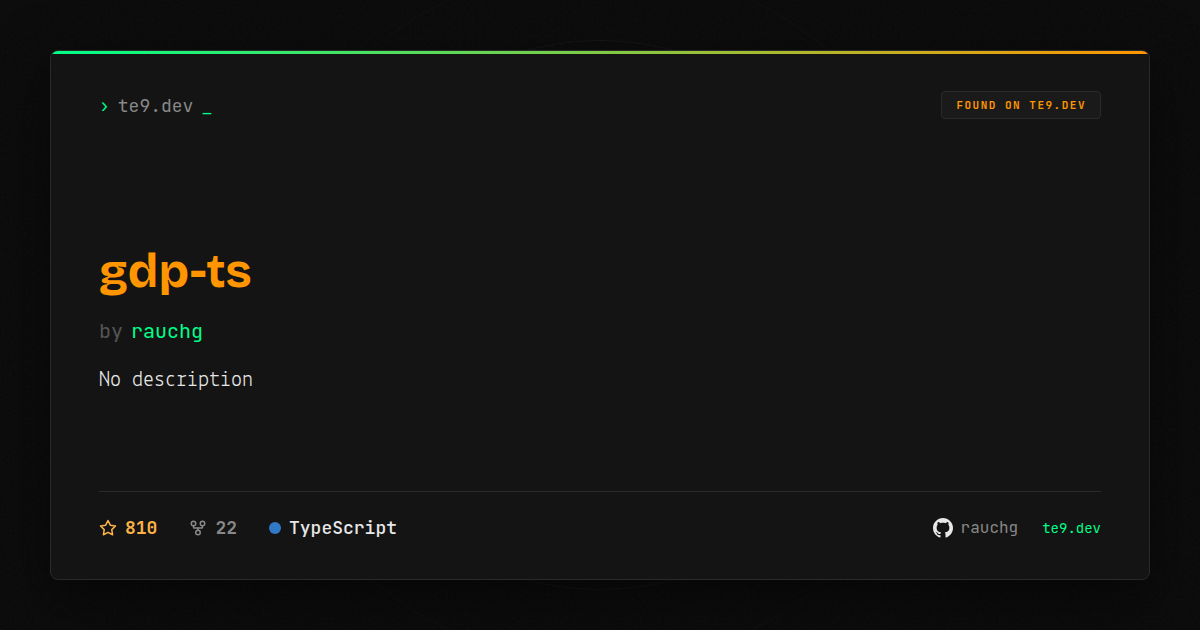 › te9.dev _
FOUND ON TE9.DEV
gdp-ts
by rauchg
No description
810 22 TypeScript
rauchg te9.dev